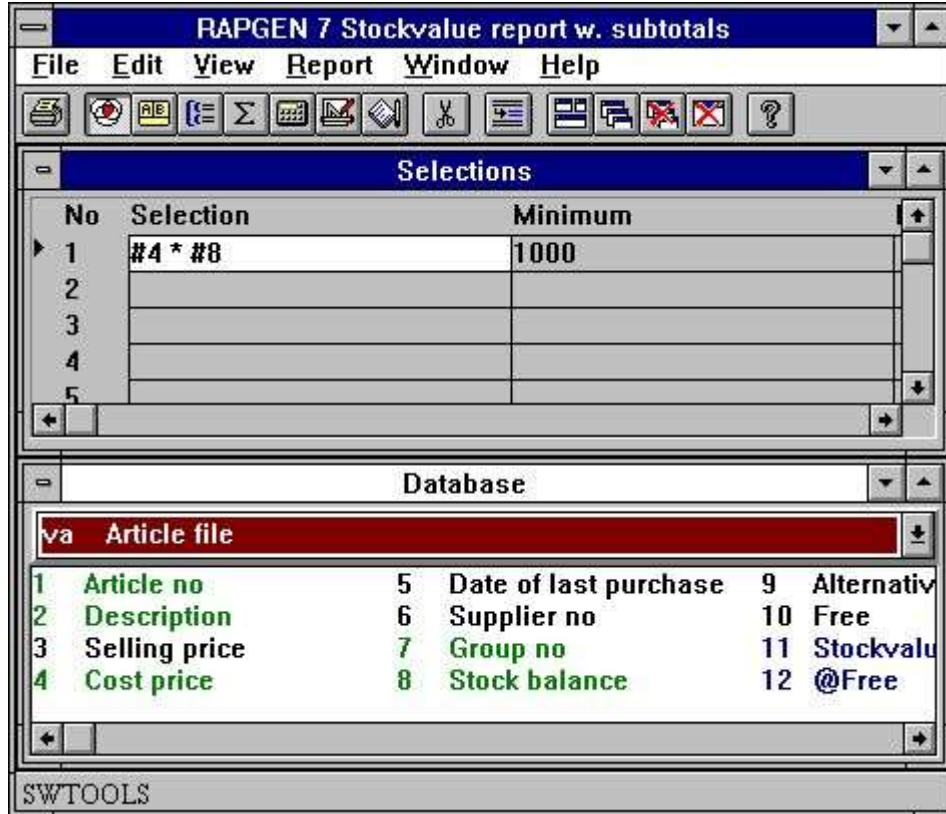 RAPGEN 7 Stockvalue report w. subtotals
File Edit View Report Window Help
Selections
No Selection Minimum
1 #4 * #8 1000
2
3
4
5
Database
va Article file
1 Article no 5 Date of last purchase 9 Alternativ
2 Description 6 Supplier no 10 Free
3 Selling price 7 Group no 11 Stockvalu
4 Cost price 8 Stock balance 12 @Free
SWTOOLS